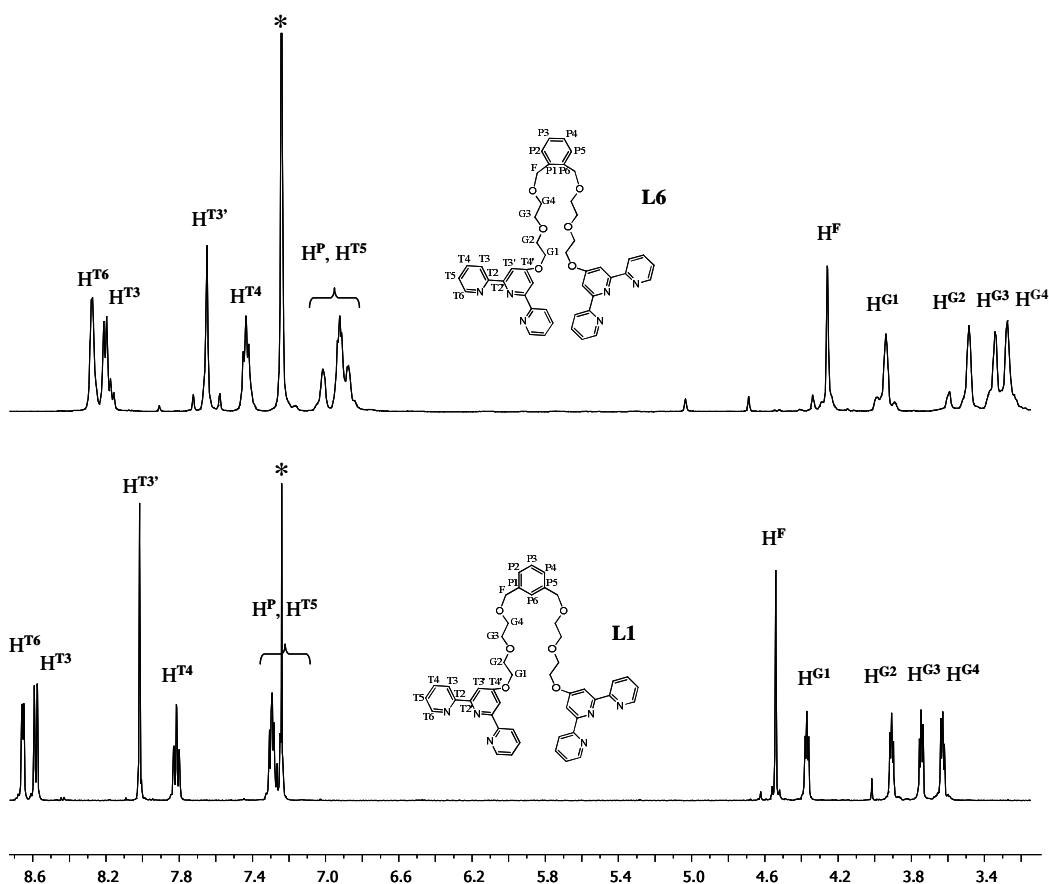 *
P3 P4
P2 P5
F P1 P6
O O
L6
G4
G3
O O
G2
G1
H^T3'
H^P, H^T5
H^F
H^T6
H^T3
H^T4
H^G1
H^G2
H^G3
H^G4
T4 T3 T3' T4' O O
T5 T2
T6 N T2' N N N
N N
*
H^T3'
H^F
P3
P2 P4
P1 P5
F P6
O O
L1
G4
G3
O O
G2
G1
H^P, H^T5
H^T6
H^T3
H^T4
H^G1
H^G2
H^G3
H^G4
T4 T3 T3' T4' O O
T5 T2
T6 N T2' N N N
N N
8.6 8.2 7.8 7.4 7.0 6.6 6.2 5.8 5.4 5.0 4.6 4.2 3.8 3.4